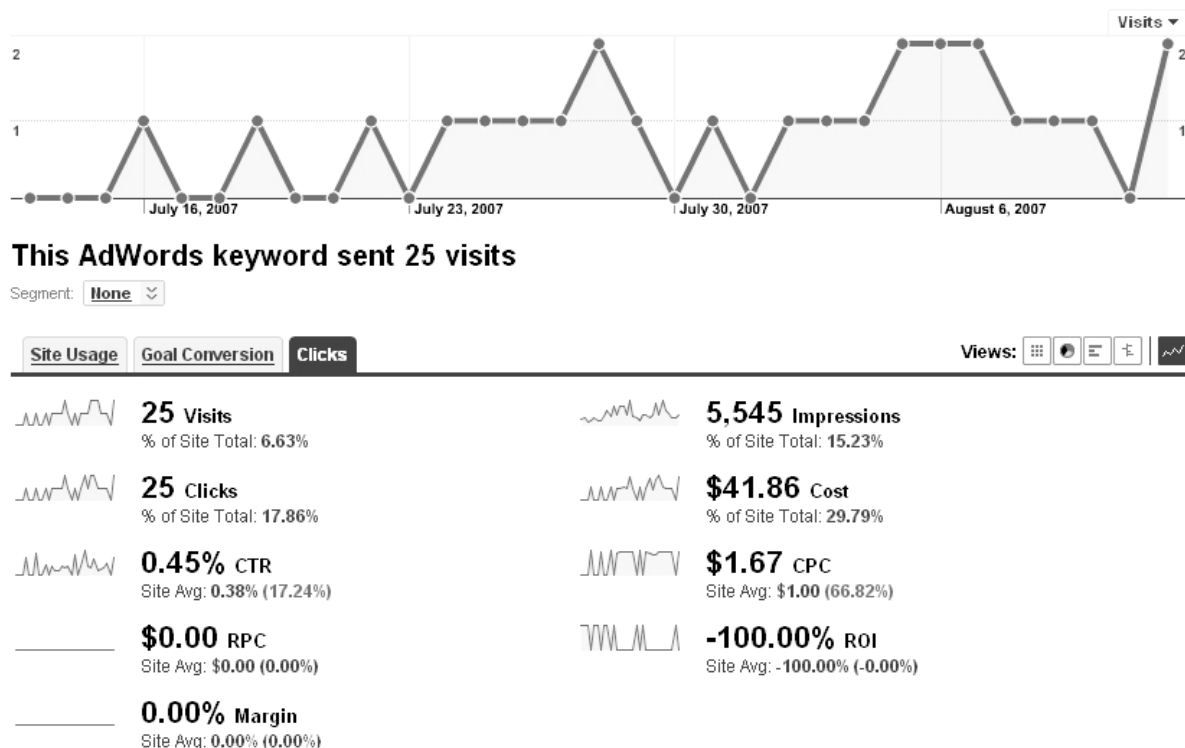 Visits
2 2
1 1
July 16, 2007 July 23, 2007 July 30, 2007 August 6, 2007
This AdWords keyword sent 25 visits
Segment: None
Site Usage Goal Conversion Clicks Views:
25 Visits 5,545 Impressions
% of Site Total: 6.63% % of Site Total: 15.23%
25 Clicks $41.86 Cost
% of Site Total: 17.86% % of Site Total: 29.79%
0.45% CTR $1.67 CPC
Site Avg: 0.38% (17.24%) Site Avg: $1.00 (66.82%)
$0.00 RPC -100.00% ROI
Site Avg: $0.00 (0.00%) Site Avg: -100.00% (-0.00%)
0.00% Margin
Site Avg: 0.00% (0.00%)